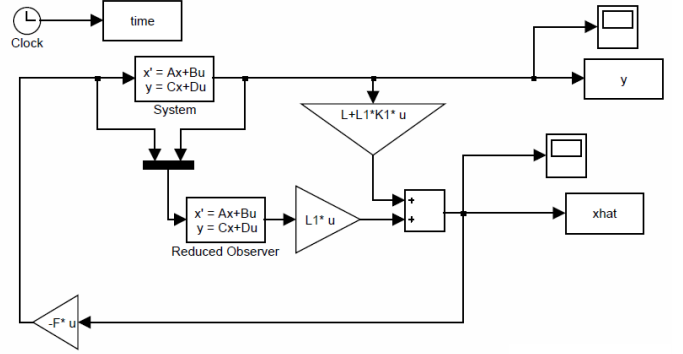 time
Clock
x' = Ax+Bu
y = Cx+Du
System
y
L+L1*K1* u
x' = Ax+Bu
y = Cx+Du
Reduced Observer
L1* u
+
+
xhat
-F* u